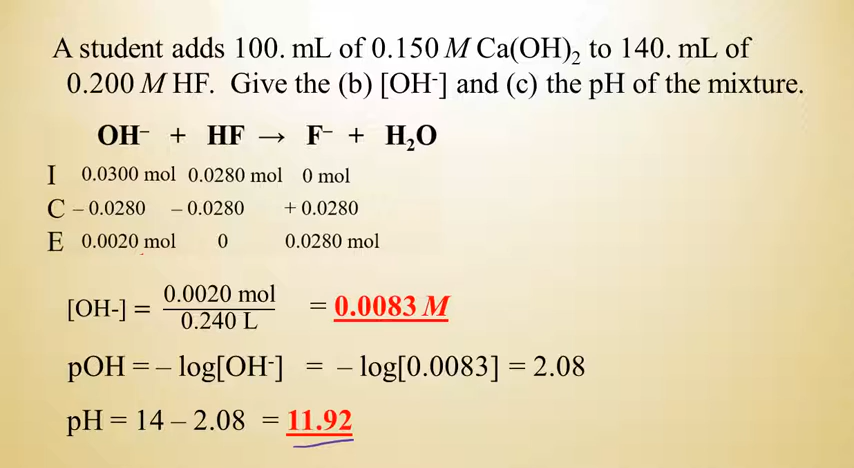 A student adds 100. mL of 0.150 M Ca(OH)₂ to 140. mL of
0.200 M HF. Give the (b) [OH⁻] and (c) the pH of the mixture.
OH⁻ + HF → F⁻ + H₂O
I 0.0300 mol 0.0280 mol 0 mol
C – 0.0280 – 0.0280 + 0.0280
E 0.0020 mol 0 0.0280 mol
[OH-] = 0.0020 mol / 0.240 L = 0.0083 M
pOH = – log[OH⁻] = – log[0.0083] = 2.08
pH = 14 – 2.08 = 11.92